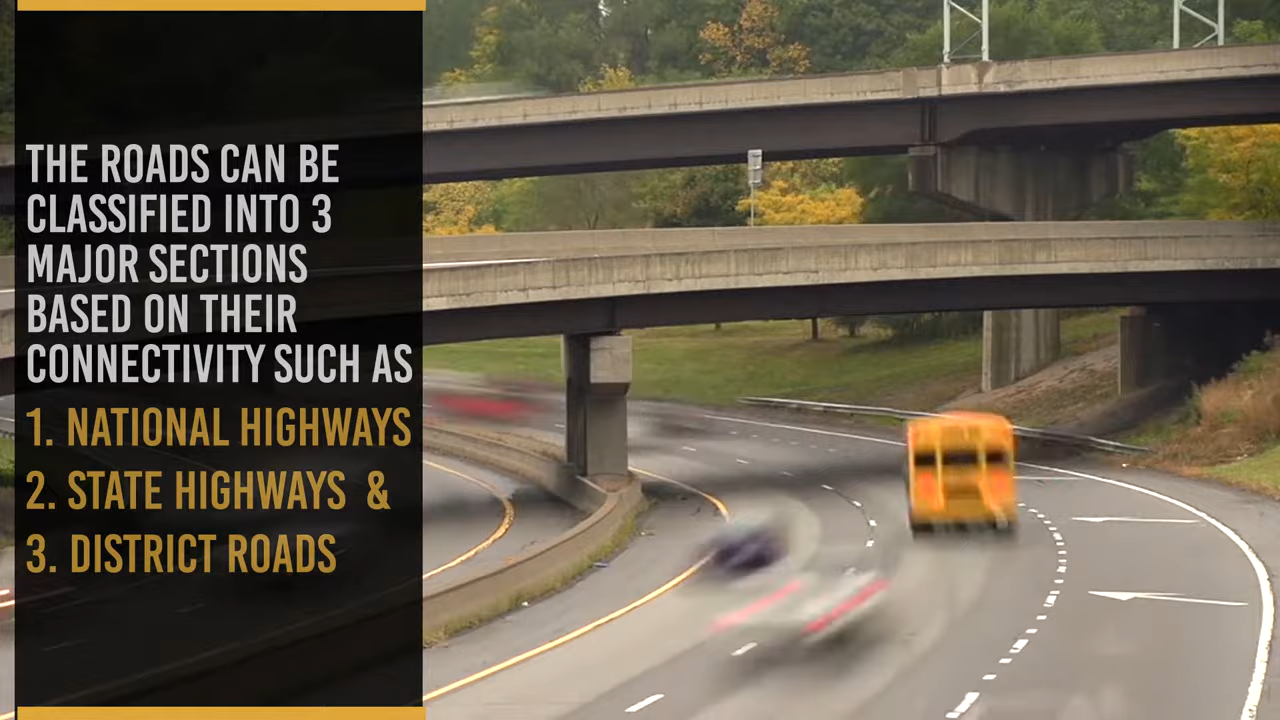 THE ROADS CAN BE
CLASSIFIED INTO 3
MAJOR SECTIONS
BASED ON THEIR
CONNECTIVITY SUCH AS
1. NATIONAL HIGHWAYS
2. STATE HIGHWAYS &
3. DISTRICT ROADS